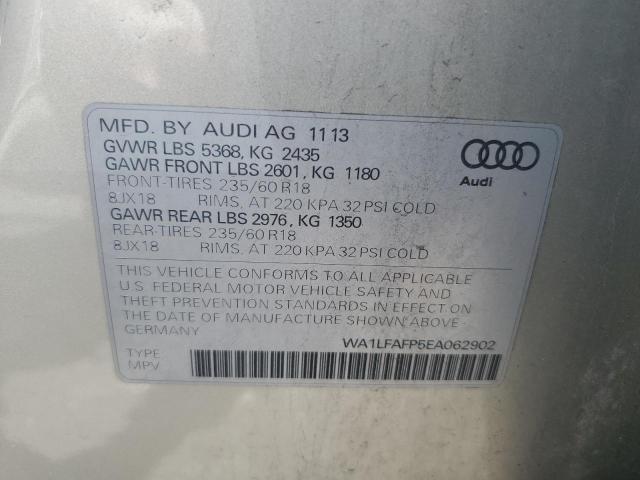 MFD. BY AUDI AG 11 13
GVWR LBS 5368, KG 2435
GAWR FRONT LBS 2601, KG 1180
FRONT-TIRES 235/60 R18
8JX18 RIMS, AT 220 KPA 32 PSI COLD
GAWR REAR LBS 2976, KG 1350
REAR-TIRES 235/60 R18
8JX18 RIMS, AT 220 KPA 32 PSI COLD
Audi
THIS VEHICLE CONFORMS TO ALL APPLICABLE
U.S. FEDERAL MOTOR VEHICLE SAFETY AND
THEFT PREVENTION STANDARDS IN EFFECT ON
THE DATE OF MANUFACTURE SHOWN ABOVE-
GERMANY
WA1LFAFP5EA062902
TYPE
MPV